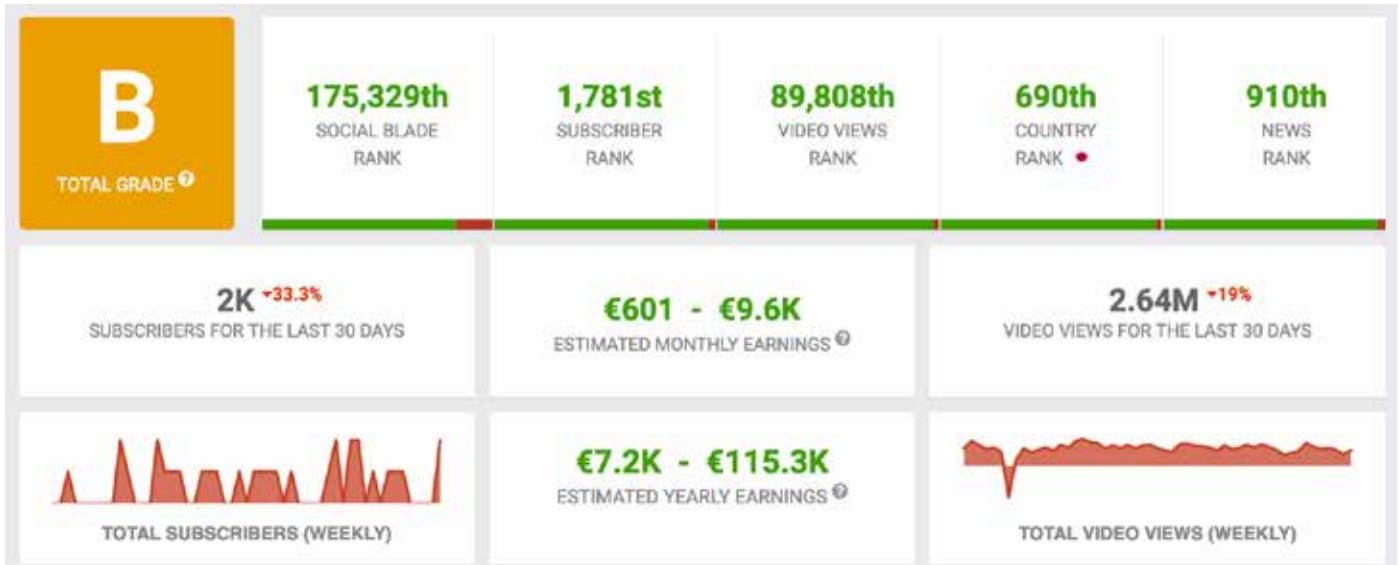 B
TOTAL GRADE ?
175,329th
SOCIAL BLADE
RANK
1,781st
SUBSCRIBER
RANK
89,808th
VIDEO VIEWS
RANK
690th
COUNTRY
RANK
910th
NEWS
RANK
2K -33.3%
SUBSCRIBERS FOR THE LAST 30 DAYS
€601 - €9.6K
ESTIMATED MONTHLY EARNINGS ?
2.64M -19%
VIDEO VIEWS FOR THE LAST 30 DAYS
TOTAL SUBSCRIBERS (WEEKLY)
€7.2K - €115.3K
ESTIMATED YEARLY EARNINGS ?
TOTAL VIDEO VIEWS (WEEKLY)